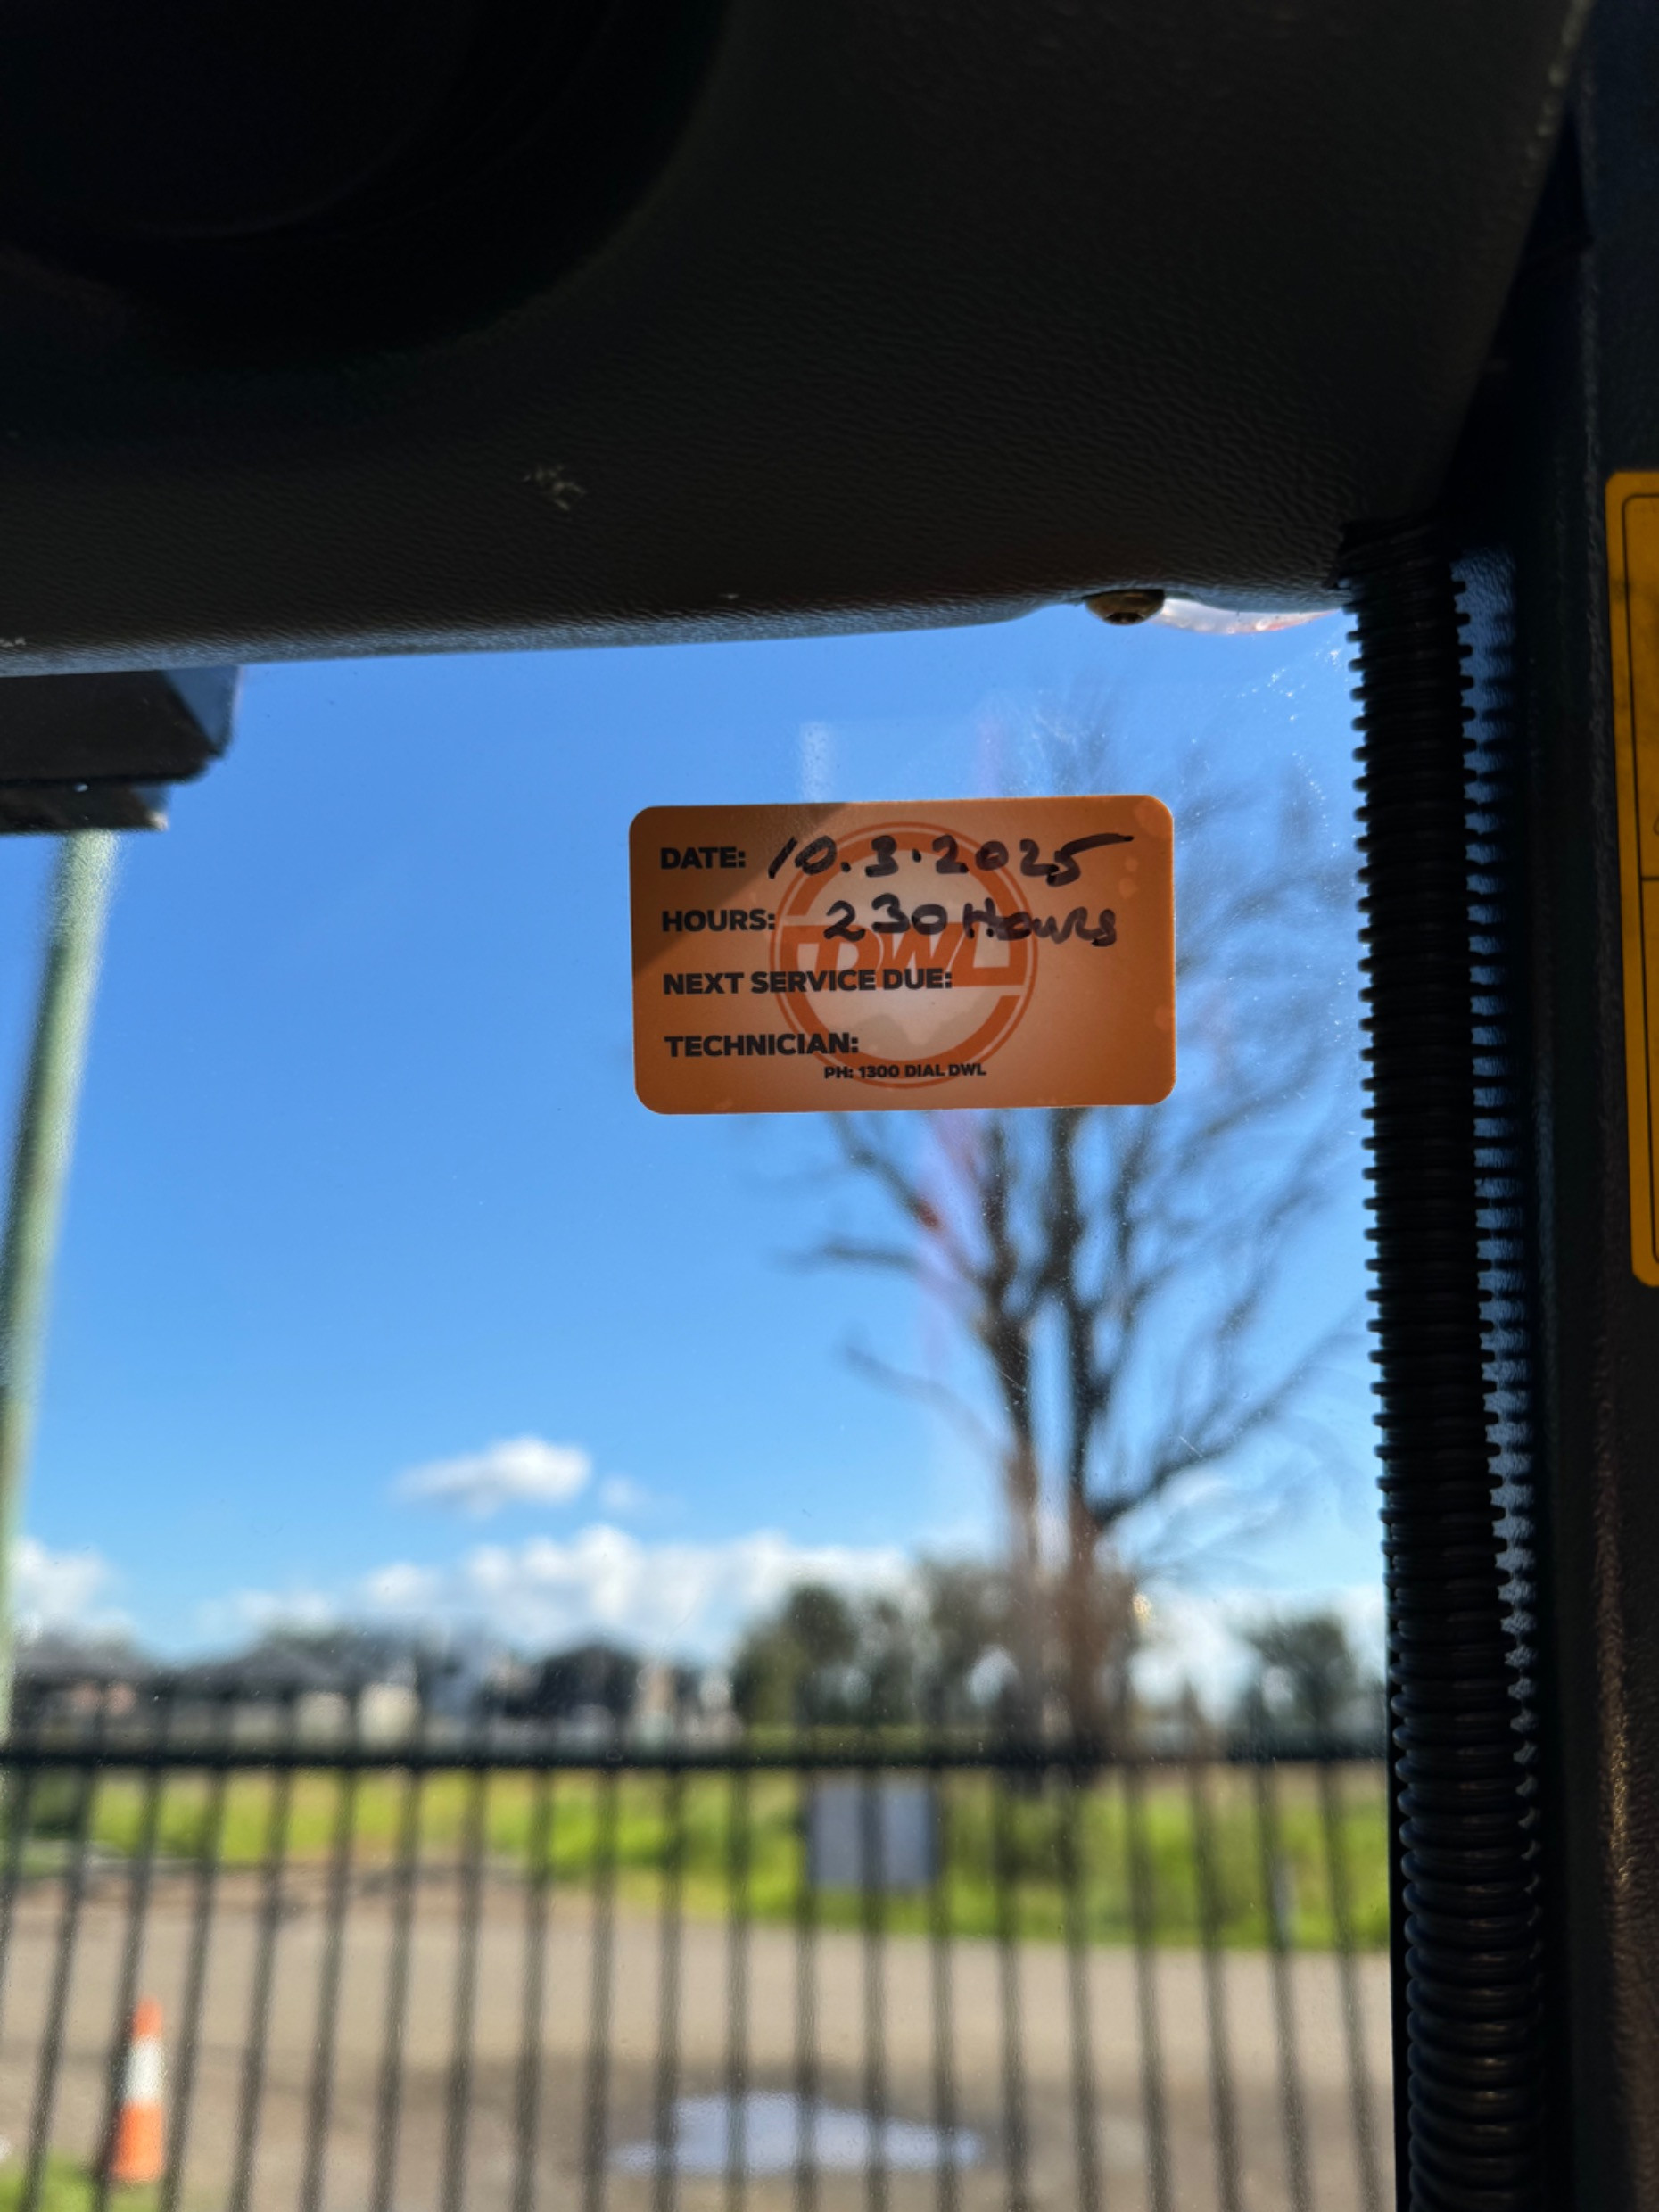 DATE: 10.3.2025
HOURS: 230 Hours
DWL
NEXT SERVICE DUE:
TECHNICIAN:
PH: 1300 DIAL DWL